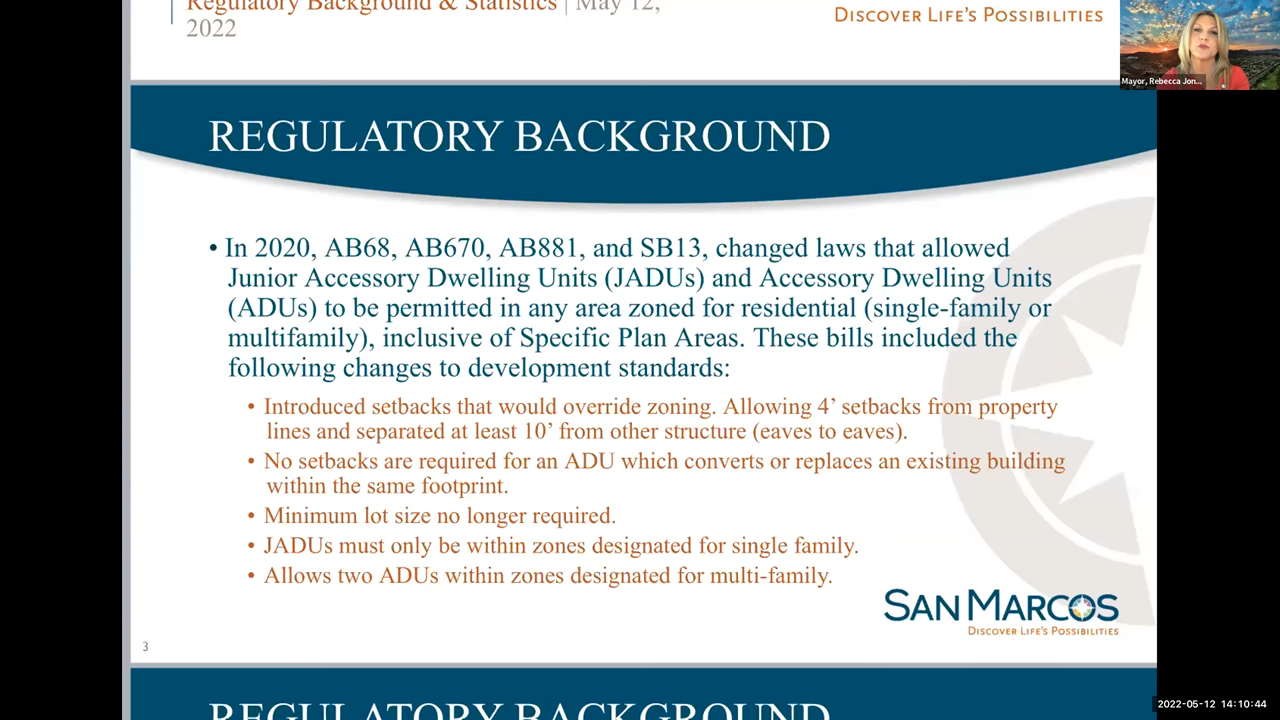 Regulatory Background & Statistics | May 12,
2022
DISCOVER LIFE'S POSSIBILITIES
Mayor, Rebecca Jon...
REGULATORY BACKGROUND
• In 2020, AB68, AB670, AB881, and SB13, changed laws that allowed
Junior Accessory Dwelling Units (JADUs) and Accessory Dwelling Units
(ADUs) to be permitted in any area zoned for residential (single-family or
multifamily), inclusive of Specific Plan Areas. These bills included the
following changes to development standards:
• Introduced setbacks that would override zoning. Allowing 4’ setbacks from property
lines and separated at least 10’ from other structure (eaves to eaves).
• No setbacks are required for an ADU which converts or replaces an existing building
within the same footprint.
• Minimum lot size no longer required.
• JADUs must only be within zones designated for single family.
• Allows two ADUs within zones designated for multi-family.
SAN MARCOS
DISCOVER LIFE'S POSSIBILITIES
3
REGULATORY BACKGROUND
2022-05-12 14:10:44